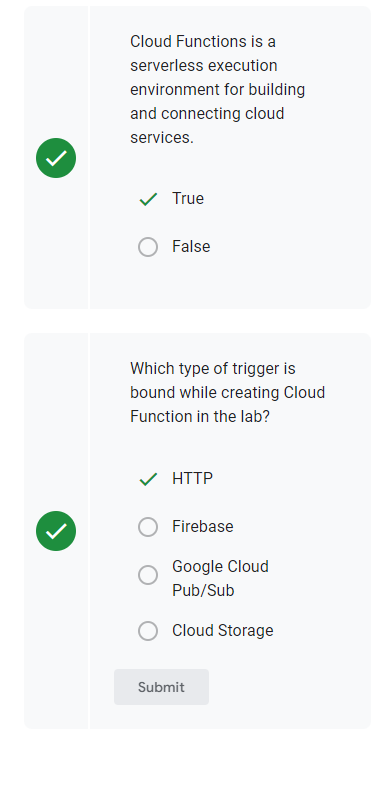 Cloud Functions is a
serverless execution
environment for building
and connecting cloud
services.
True
False
Which type of trigger is
bound while creating Cloud
Function in the lab?
HTTP
Firebase
Google Cloud
Pub/Sub
Cloud Storage
Submit